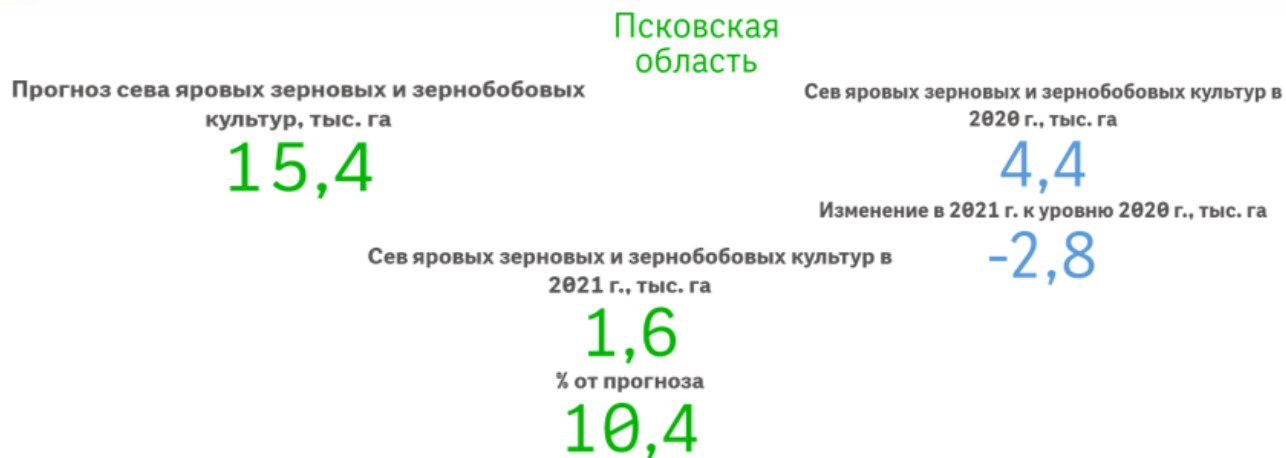 Псковская
область
Прогноз сева яровых зерновых и зернобобовых
культур, тыс. га
15,4
Сев яровых зерновых и зернобобовых культур в
2020 г., тыс. га
4,4
Изменение в 2021 г. к уровню 2020 г., тыс. га
-2,8
Сев яровых зерновых и зернобобовых культур в
2021 г., тыс. га
1,6
% от прогноза
10,4